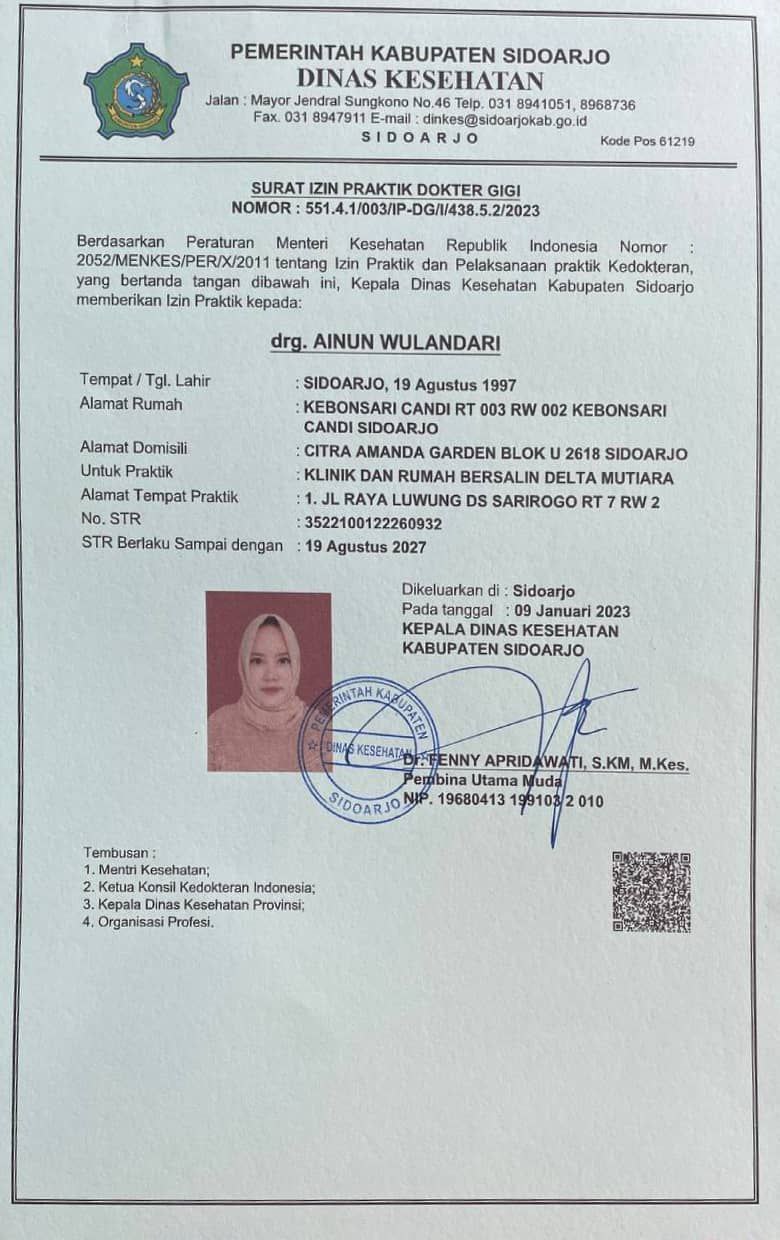 PEMERINTAH KABUPATEN SIDOARJO
DINAS KESEHATAN
Jalan : Mayor Jendral Sungkono No.46 Telp. 031 8941051, 8968736
Fax. 031 8947911 E-mail : dinkes@sidoarjokab.go.id
S I D O A R J O
Kode Pos 61219
SURAT IZIN PRAKTIK DOKTER GIGI
NOMOR : 551.4.1/003/IP-DG/I/438.5.2/2023
Berdasarkan Peraturan Menteri Kesehatan Republik Indonesia Nomor :
2052/MENKES/PER/X/2011 tentang Izin Praktik dan Pelaksanaan praktik Kedokteran,
yang bertanda tangan dibawah ini, Kepala Dinas Kesehatan Kabupaten Sidoarjo
memberikan Izin Praktik kepada:
drg. AINUN WULANDARI
Tempat / Tgl. Lahir : SIDOARJO, 19 Agustus 1997
Alamat Rumah : KEBONSARI CANDI RT 003 RW 002 KEBONSARI
CANDI SIDOARJO
Alamat Domisili : CITRA AMANDA GARDEN BLOK U 2618 SIDOARJO
Untuk Praktik : KLINIK DAN RUMAH BERSALIN DELTA MUTIARA
Alamat Tempat Praktik : 1. JL RAYA LUWUNG DS SARIROGO RT 7 RW 2
No. STR : 3522100122260932
STR Berlaku Sampai dengan : 19 Agustus 2027
Dikeluarkan di : Sidoarjo
Pada tanggal : 09 Januari 2023
KEPALA DINAS KESEHATAN
KABUPATEN SIDOARJO
PEMERINTAH KABUPATEN
DINAS KESEHATAN
SIDOARJO
Dr. FENNY APRIDAWATI, S.KM, M.Kes.
Pembina Utama Muda
NIP. 19680413 199103 2 010
Tembusan :
1. Mentri Kesehatan;
2. Ketua Konsil Kedokteran Indonesia;
3. Kepala Dinas Kesehatan Provinsi;
4. Organisasi Profesi.